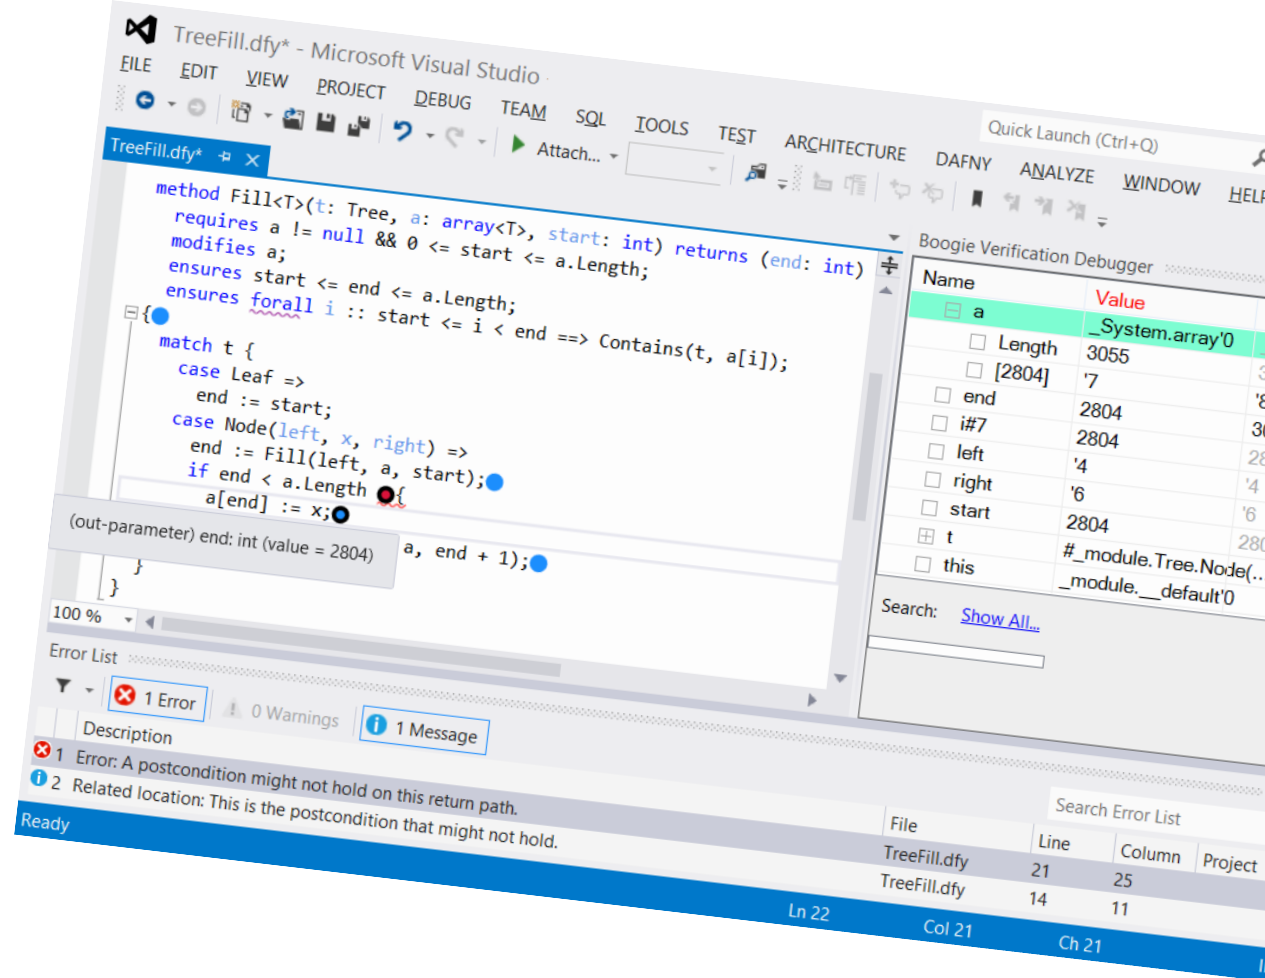 TreeFill.dfy* - Microsoft Visual Studio
Quick Launch (Ctrl+Q)
FILE EDIT VIEW PROJECT DEBUG TEAM SQL TOOLS TEST ARCHITECTURE DAFNY ANALYZE WINDOW HELP
Attach...
TreeFill.dfy*
method Fill<T>(t: Tree, a: array<T>, start: int) returns (end: int)
requires a != null && 0 <= start <= a.Length;
modifies a;
ensures start <= end <= a.Length;
ensures forall i :: start <= i < end ==> Contains(t, a[i]);
{
match t {
case Leaf =>
end := start;
case Node(left, x, right) =>
end := Fill(left, a, start);
if end < a.Length {
a[end] := x;
(out-parameter) end: int (value = 2804)
a, end + 1);
}
}
100 %
Boogie Verification Debugger
Name Value
a _System.array'0
Length 3055
[2804] '7 '8
end 2804
i#7 2804
left '4 '4
right '6 '6
start 2804
t #_module.Tree.Node(...
this _module.__default'0
Search: Show All...
Error List
1 Error 0 Warnings 1 Message
Search Error List
Description File Line Column Project
1 Error: A postcondition might not hold on this return path. TreeFill.dfy 21 25
2 Related location: This is the postcondition that might not hold. TreeFill.dfy 14 11
Ready Ln 22 Col 21 Ch 21